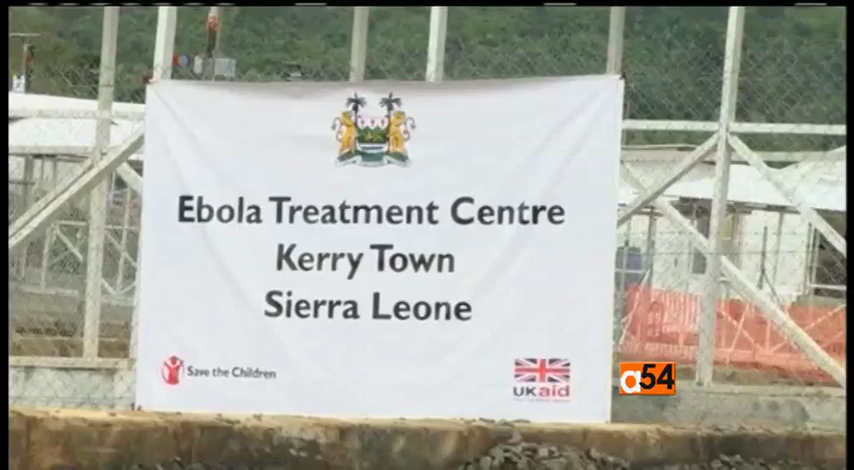 Ebola Treatment Centre
Kerry Town
Sierra Leone
Save the Children
UKaid
a54